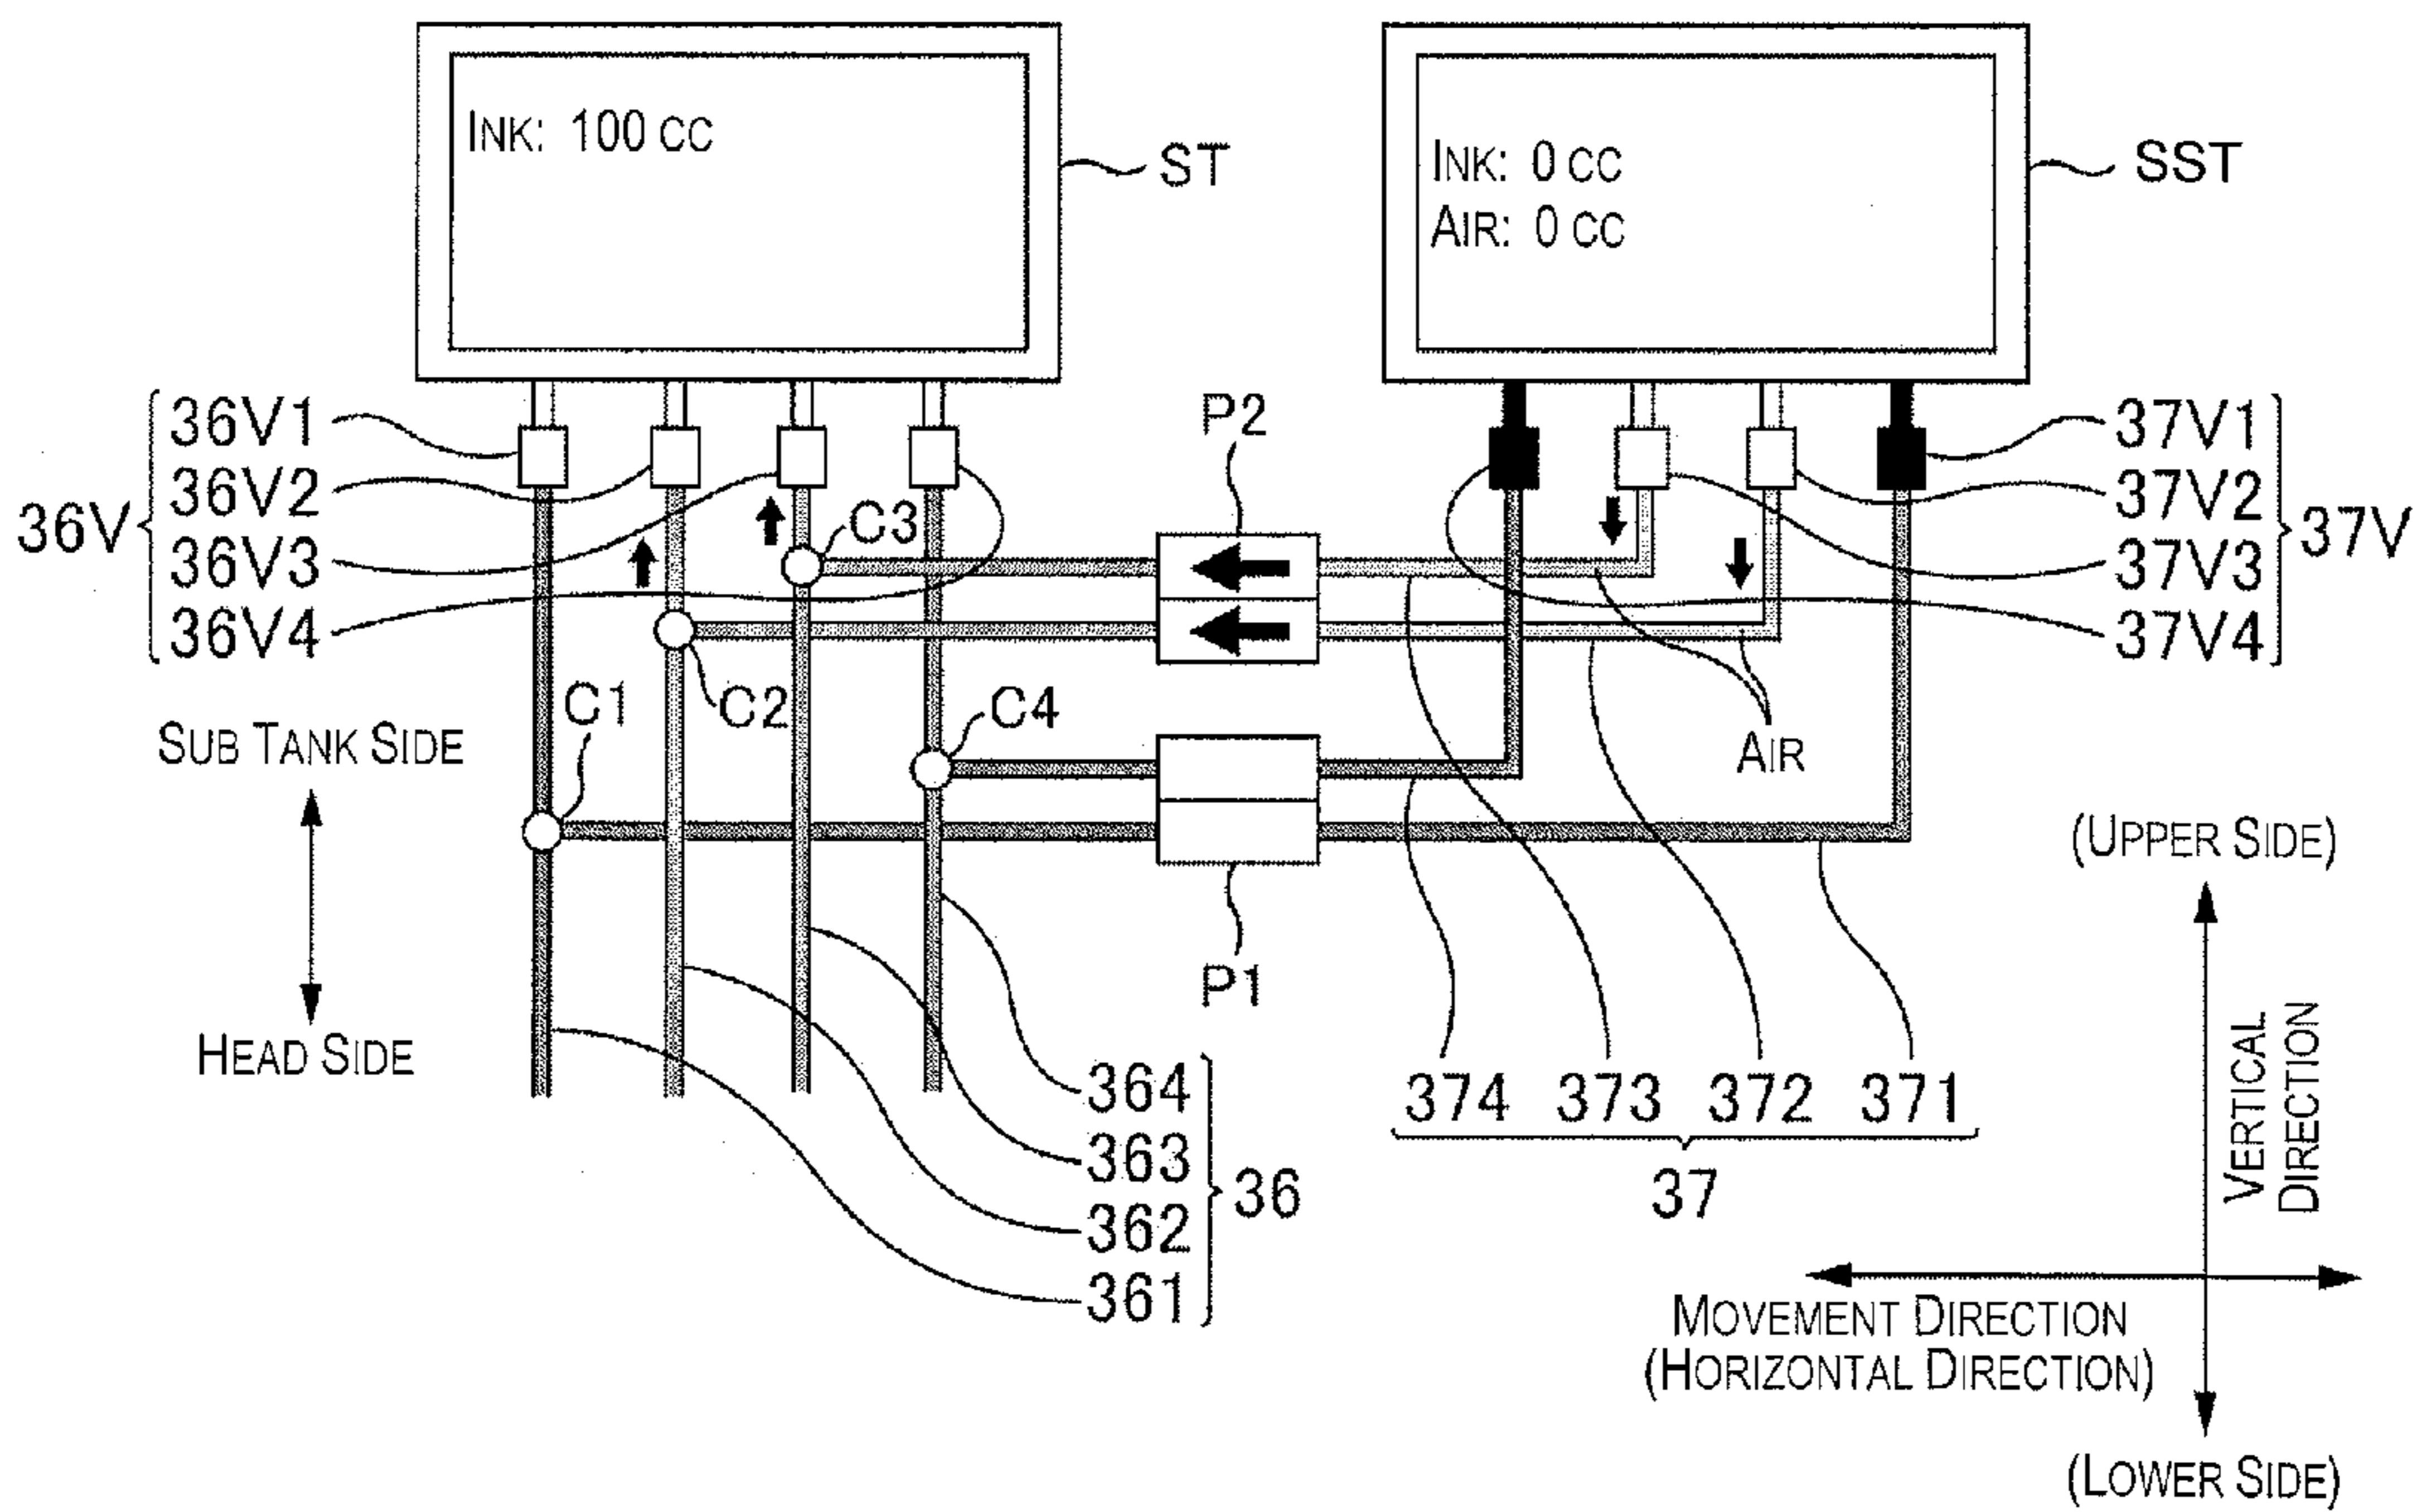 INK: 100 CC
ST
INK: 0 CC
AIR: 0 CC
SST
36V
36V1
36V2
36V3
36V4
P2
C3
C2
C1
C4
37V1
37V2
37V3
37V4
37V
AIR
SUB TANK SIDE
HEAD SIDE
P1
364
363
362
361
36
374 373 372 371
37
(UPPER SIDE)
VERTICAL
DIRECTION
MOVEMENT DIRECTION
(HORIZONTAL DIRECTION)
(LOWER SIDE)